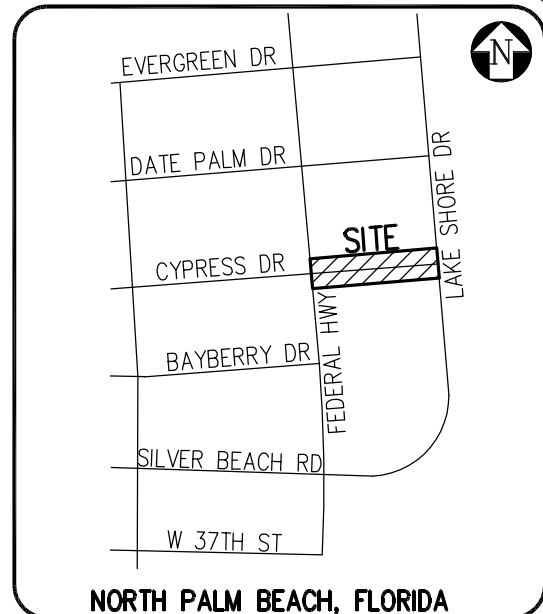 N
EVERGREEN DR
DATE PALM DR
LAKE SHORE DR
SITE
CYPRESS DR
FEDERAL HWY
BAYBERRY DR
SILVER BEACH RD
W 37TH ST
NORTH PALM BEACH, FLORIDA